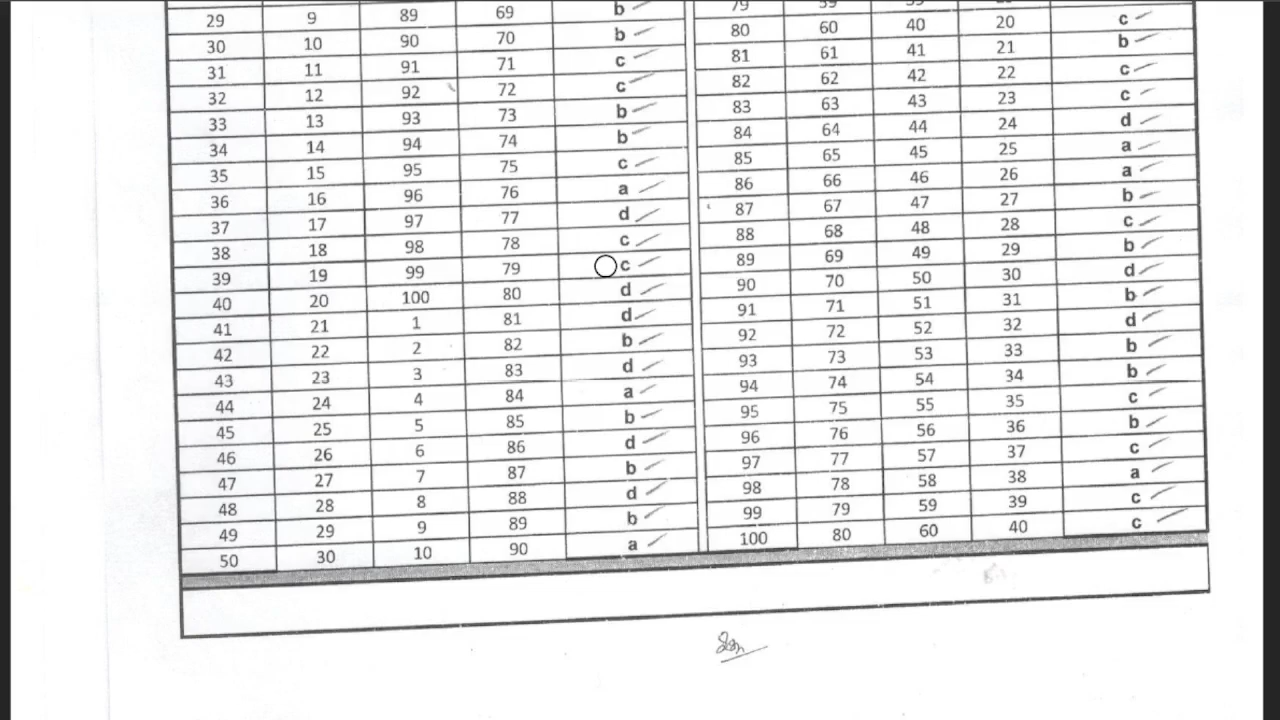 29 9 89 69 b 79
30 10 90 70 b 80 60 40 20 c
31 11 91 71 c 81 61 41 21 b
32 12 92 72 c 82 62 42 22 c
33 13 93 73 b 83 63 43 23 c
34 14 94 74 b 84 64 44 24 d
35 15 95 75 c 85 65 45 25 a
36 16 96 76 a 86 66 46 26 a
37 17 97 77 d 87 67 47 27 b
38 18 98 78 c 88 68 48 28 c
39 19 99 79 c 89 69 49 29 b
40 20 100 80 d 90 70 50 30 d
41 21 1 81 d 91 71 51 31 b
42 22 2 82 b 92 72 52 32 d
43 23 3 83 d 93 73 53 33 b
44 24 4 84 a 94 74 54 34 b
45 25 5 85 b 95 75 55 35 c
46 26 6 86 d 96 76 56 36 b
47 27 7 87 b 97 77 57 37 c
48 28 8 88 d 98 78 58 38 a
49 29 9 89 b 99 79 59 39 c
50 30 10 90 a 100 80 60 40 c